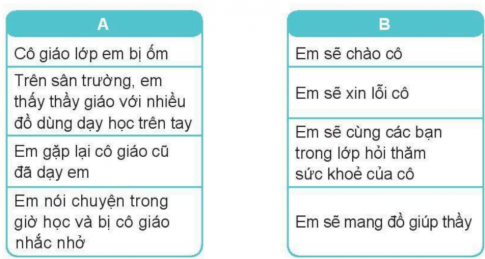 A
Cô giáo lớp em bị ốm
Trên sân trường, em
thấy thầy giáo với nhiều
đồ dùng dạy học trên tay
Em gặp lại cô giáo cũ
đã dạy em
Em nói chuyện trong
giờ học và bị cô giáo
nhắc nhở
B
Em sẽ chào cô
Em sẽ xin lỗi cô
Em sẽ cùng các bạn
trong lớp hỏi thăm
sức khoẻ của cô
Em sẽ mang đồ giúp thầy